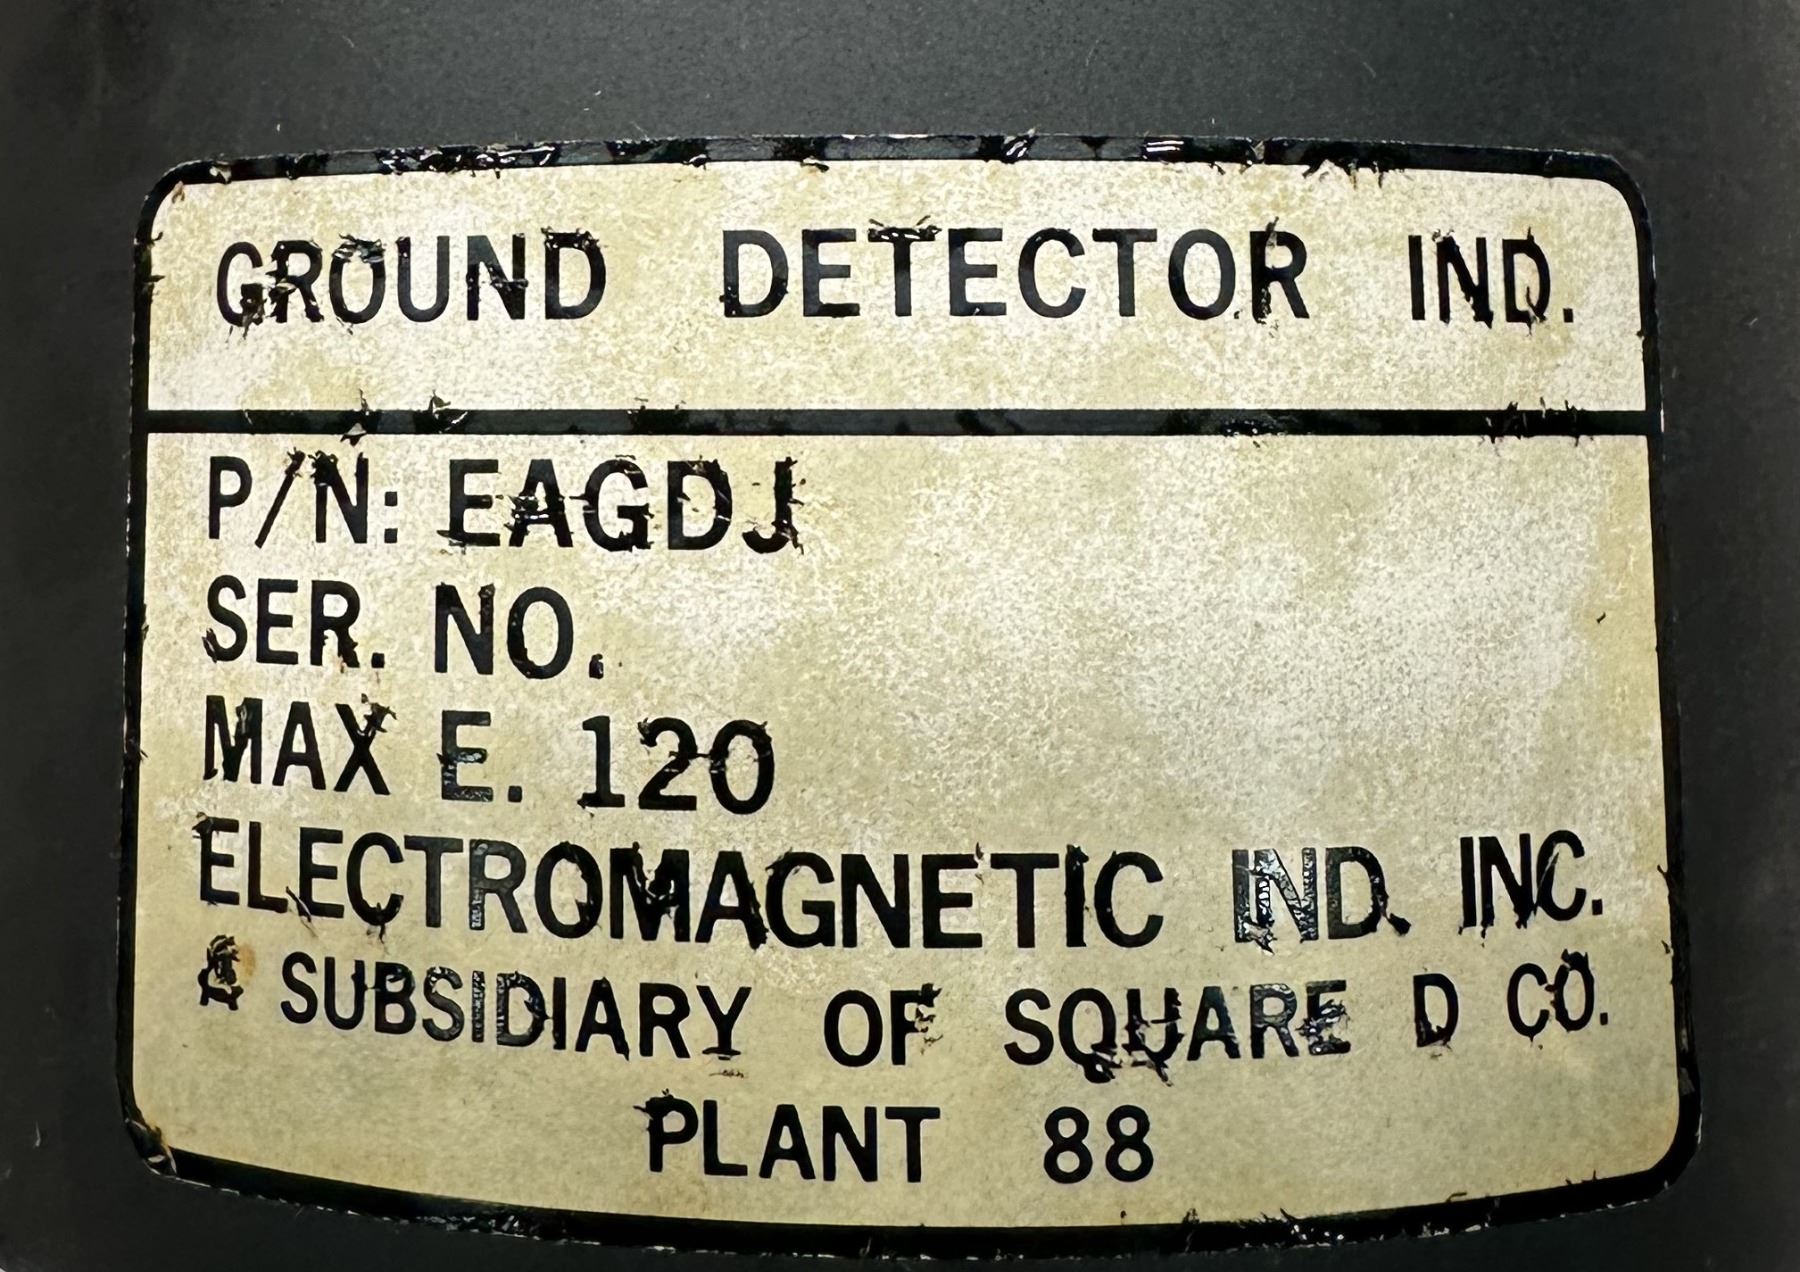 GROUND DETECTOR IND.
P/N: EAGDJ
SER. NO.
MAX E. 120
ELECTROMAGNETIC IND. INC.
SUBSIDIARY OF SQUARE D CO.
PLANT 88